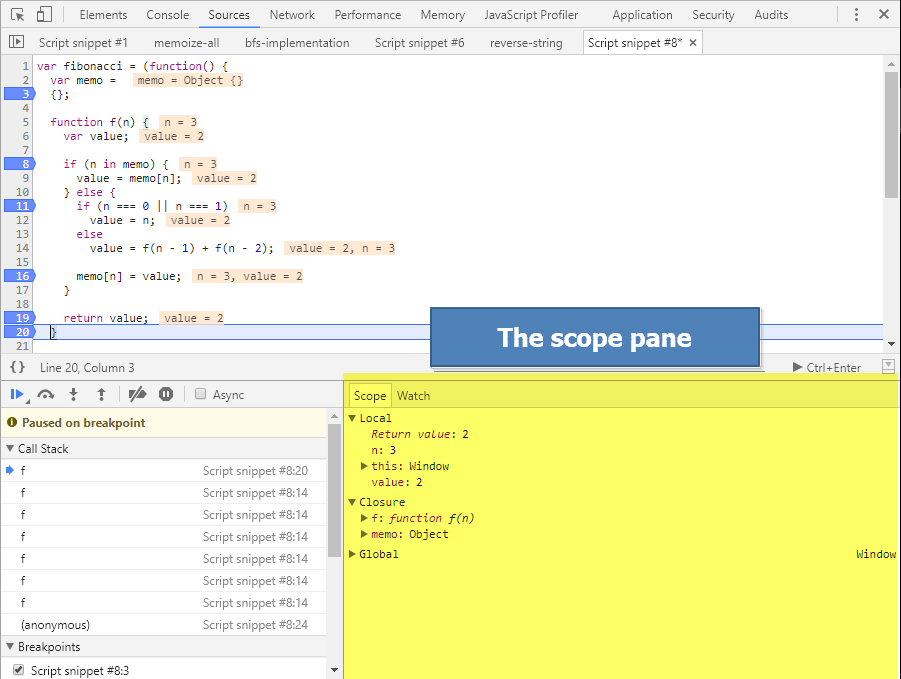 Elements Console Sources Network Performance Memory JavaScript Profiler Application Security Audits
Script snippet #1 memoize-all bfs-implementation Script snippet #6 reverse-string Script snippet #8* ×
1 var fibonacci = (function() {
2 var memo = memo = Object {}
3 {};
4
5 function f(n) { n = 3
6 var value; value = 2
7
8 if (n in memo) { n = 3
9 value = memo[n]; value = 2
10 } else {
11 if (n === 0 || n === 1) n = 3
12 value = n; value = 2
13 else
14 value = f(n - 1) + f(n - 2); value = 2, n = 3
15
16 memo[n] = value; n = 3, value = 2
17 }
18
19 return value; value = 2
20 }
21
The scope pane
{} Line 20, Column 3 Ctrl+Enter
Async
Paused on breakpoint
Call Stack
f Script snippet #8:20
f Script snippet #8:14
f Script snippet #8:14
f Script snippet #8:14
f Script snippet #8:14
f Script snippet #8:14
f Script snippet #8:14
(anonymous) Script snippet #8:24
Breakpoints
Script snippet #8:3
Scope Watch
Local
Return value: 2
n: 3
this: Window
value: 2
Closure
f: function f(n)
memo: Object
Global Window